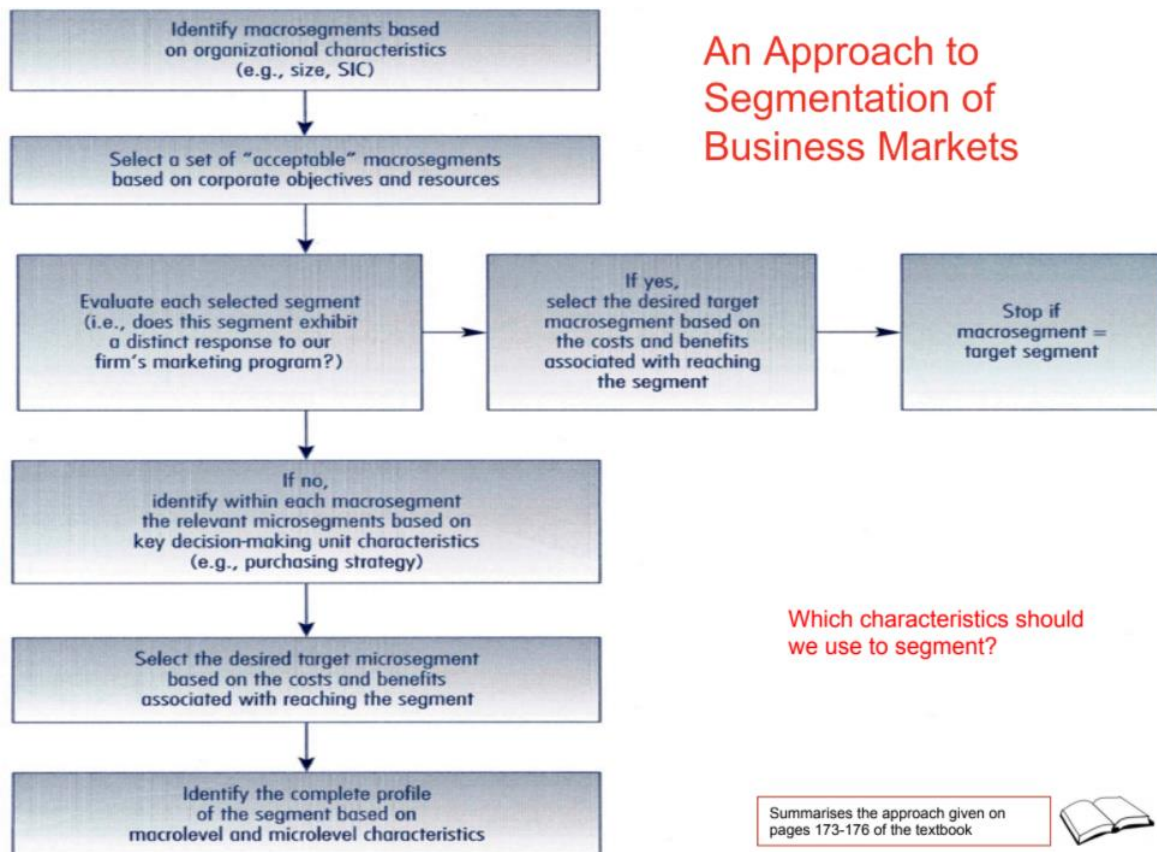 Identify macrosegments based
on organizational characteristics
(e.g., size, SIC)
An Approach to
Segmentation of
Business Markets
Select a set of "acceptable" macrosegments
based on corporate objectives and resources
Evaluate each selected segment
(i.e., does this segment exhibit
a distinct response to our
firm's marketing program?)
If yes,
select the desired target
macrosegment based on
the costs and benefits
associated with reaching
the segment
Stop if
macrosegment =
target segment
If no,
identify within each macrosegment
the relevant microsegments based on
key decision-making unit characteristics
(e.g., purchasing strategy)
Which characteristics should
we use to segment?
Select the desired target microsegment
based on the costs and benefits
associated with reaching the segment
Identify the complete profile
of the segment based on
macrolevel and microlevel characteristics
Summarises the approach given on
pages 173-176 of the textbook